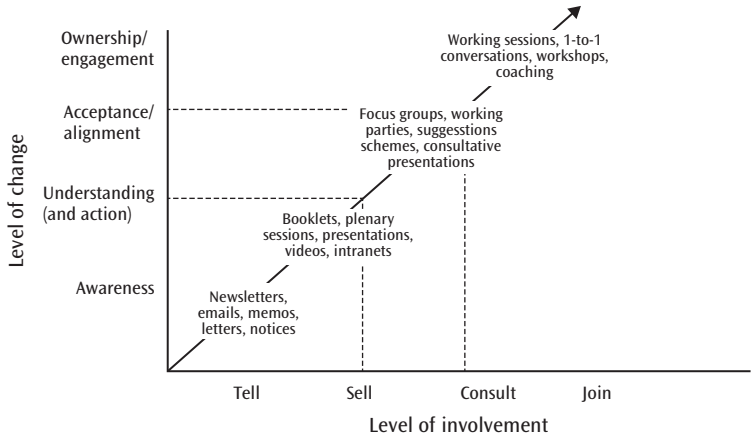 Ownership/
engagement
Working sessions, 1-to-1
conversations, workshops,
coaching
Acceptance/
alignment
Focus groups, working
parties, suggesstions
schemes, consultative
presentations
Level of change
Understanding
(and action)
Booklets, plenary
sessions, presentations,
videos, intranets
Awareness
Newsletters,
emails, memos,
letters, notices
Tell
Sell
Consult
Join
Level of involvement